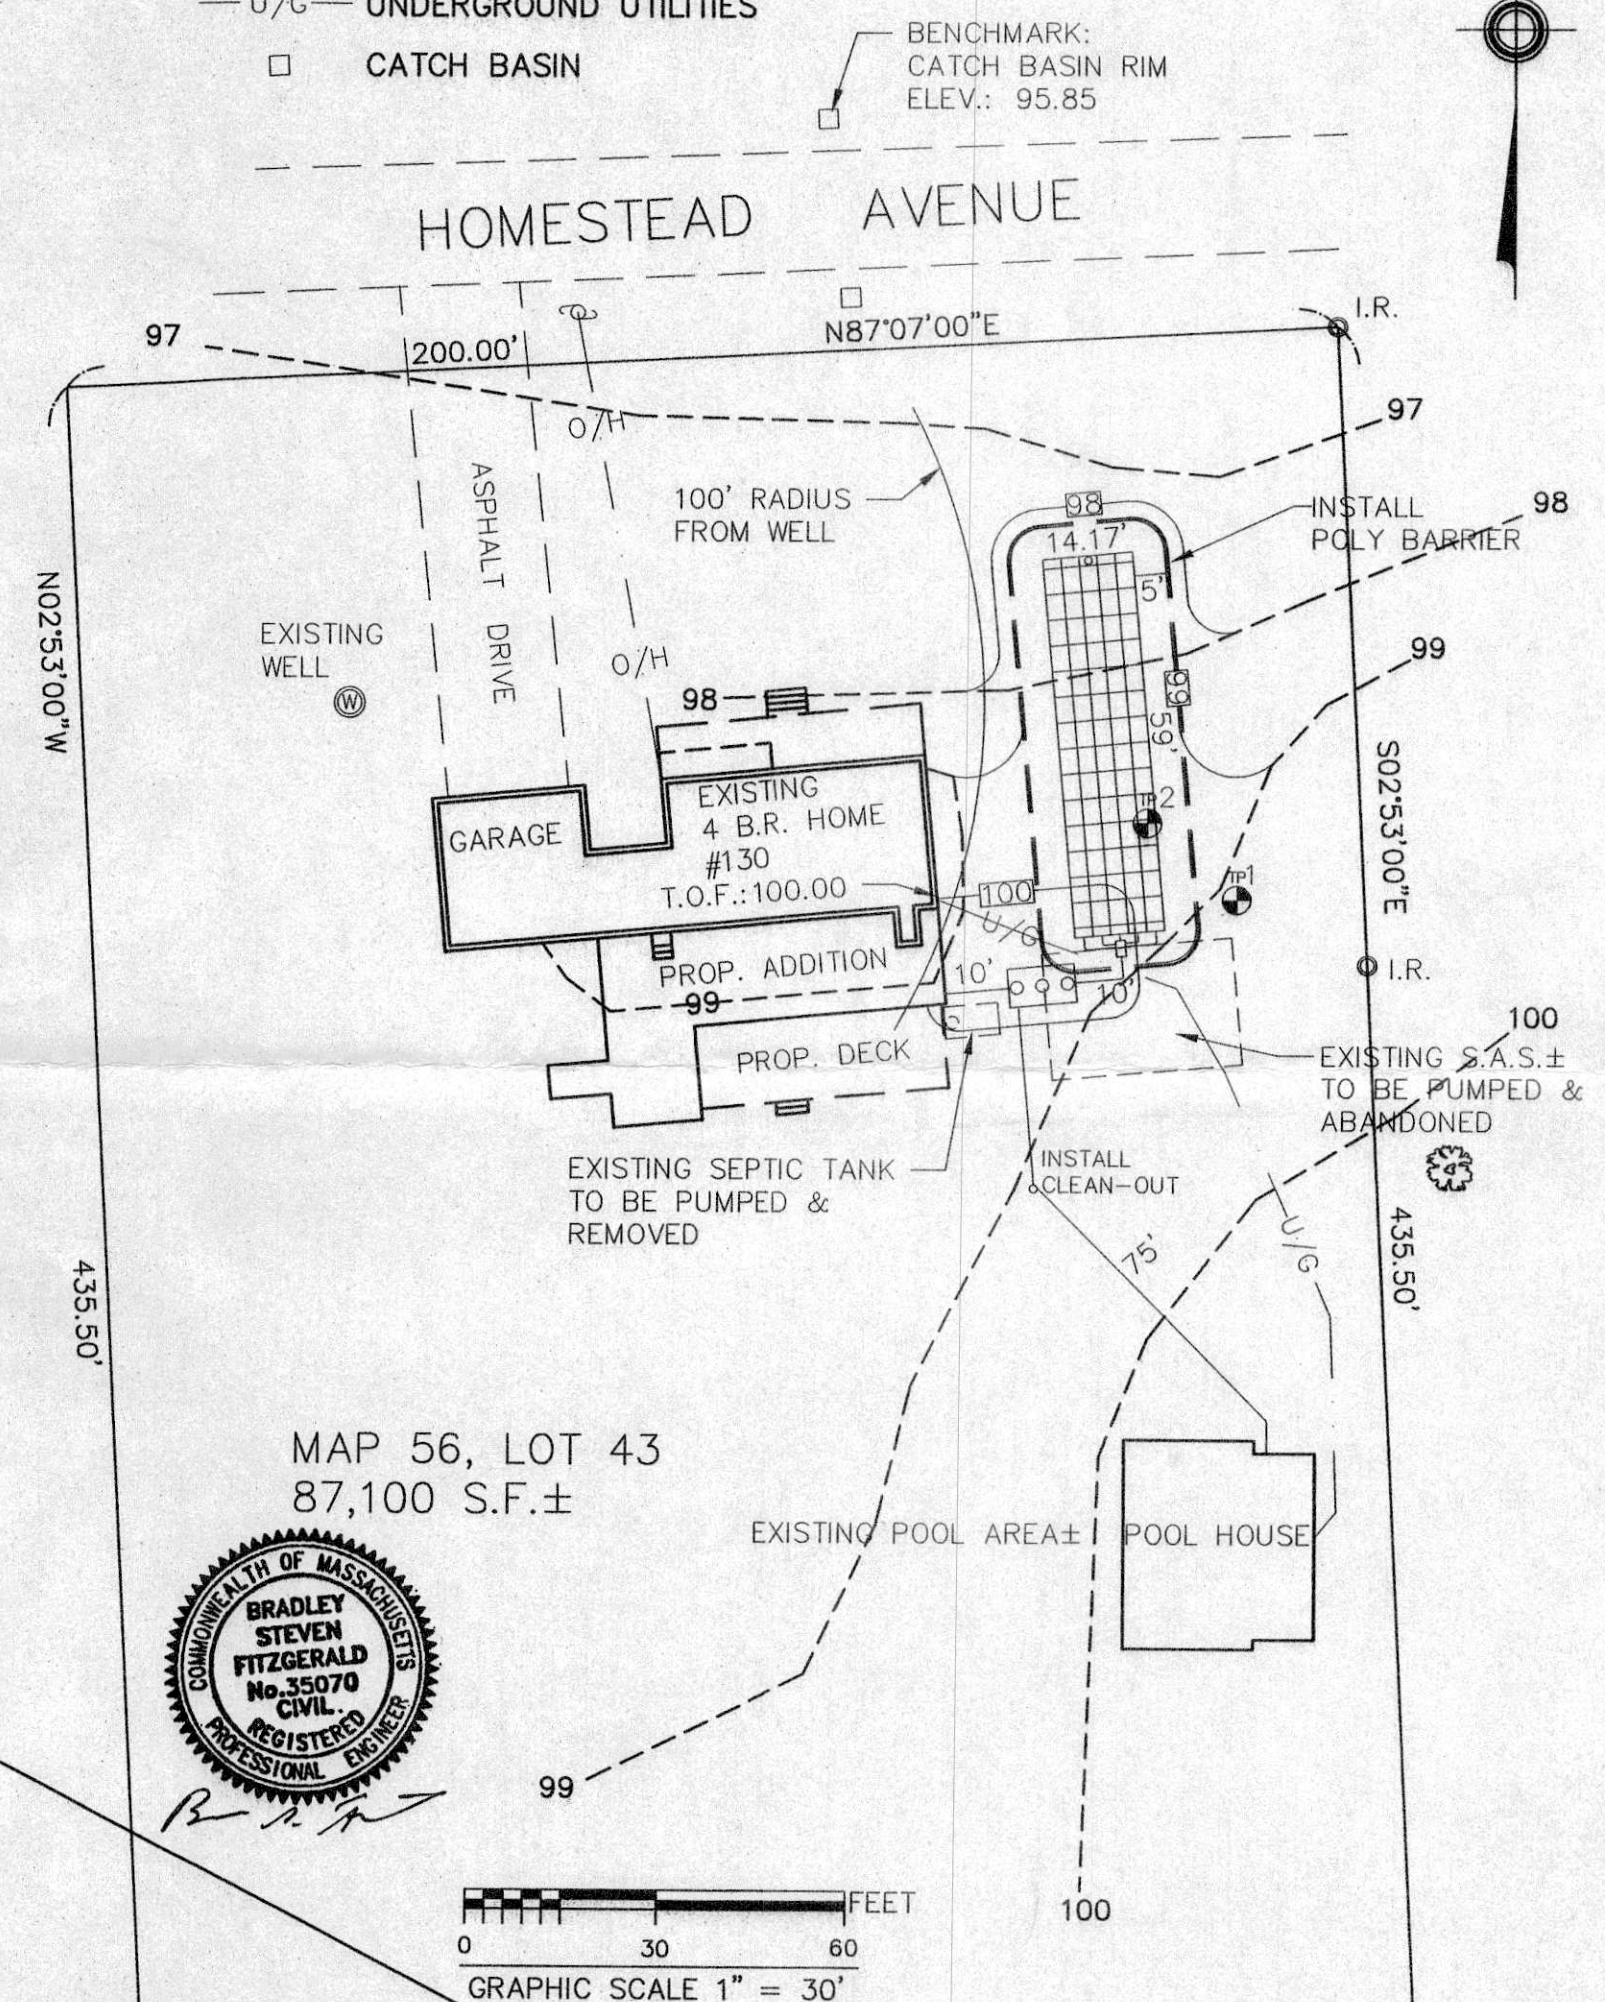 U/G UNDERGROUND UTILITIES
CATCH BASIN
BENCHMARK:
CATCH BASIN RIM
ELEV.: 95.85
HOMESTEAD AVENUE
I.R.
97
200.00'
N87°07'00"E
97
O/H
100' RADIUS
FROM WELL
98
14.17'
INSTALL
POLY BARRIER
98
ASPHALT DRIVE
5'
N02°53'00"W
EXISTING
WELL
W
O/H
98
99
99
59'
S02°53'00"E
EXISTING
4 B.R. HOME
#130
T.O.F.:100.00
GARAGE
TP2
TP1
100
U/G
PROP. ADDITION
10'
10'
I.R.
99
PROP. DECK
100
EXISTING S.A.S.±
TO BE PUMPED &
ABANDONED
EXISTING SEPTIC TANK
TO BE PUMPED &
REMOVED
INSTALL
CLEAN-OUT
75'
U/G
435.50'
435.50'
MAP 56, LOT 43
87,100 S.F.±
EXISTING POOL AREA±
POOL HOUSE
COMMONWEALTH OF MASSACHUSETTS
BRADLEY
STEVEN
FITZGERALD
No.35070
CIVIL
REGISTERED
PROFESSIONAL ENGINEER
99
100
FEET
0 30 60
GRAPHIC SCALE 1" = 30'